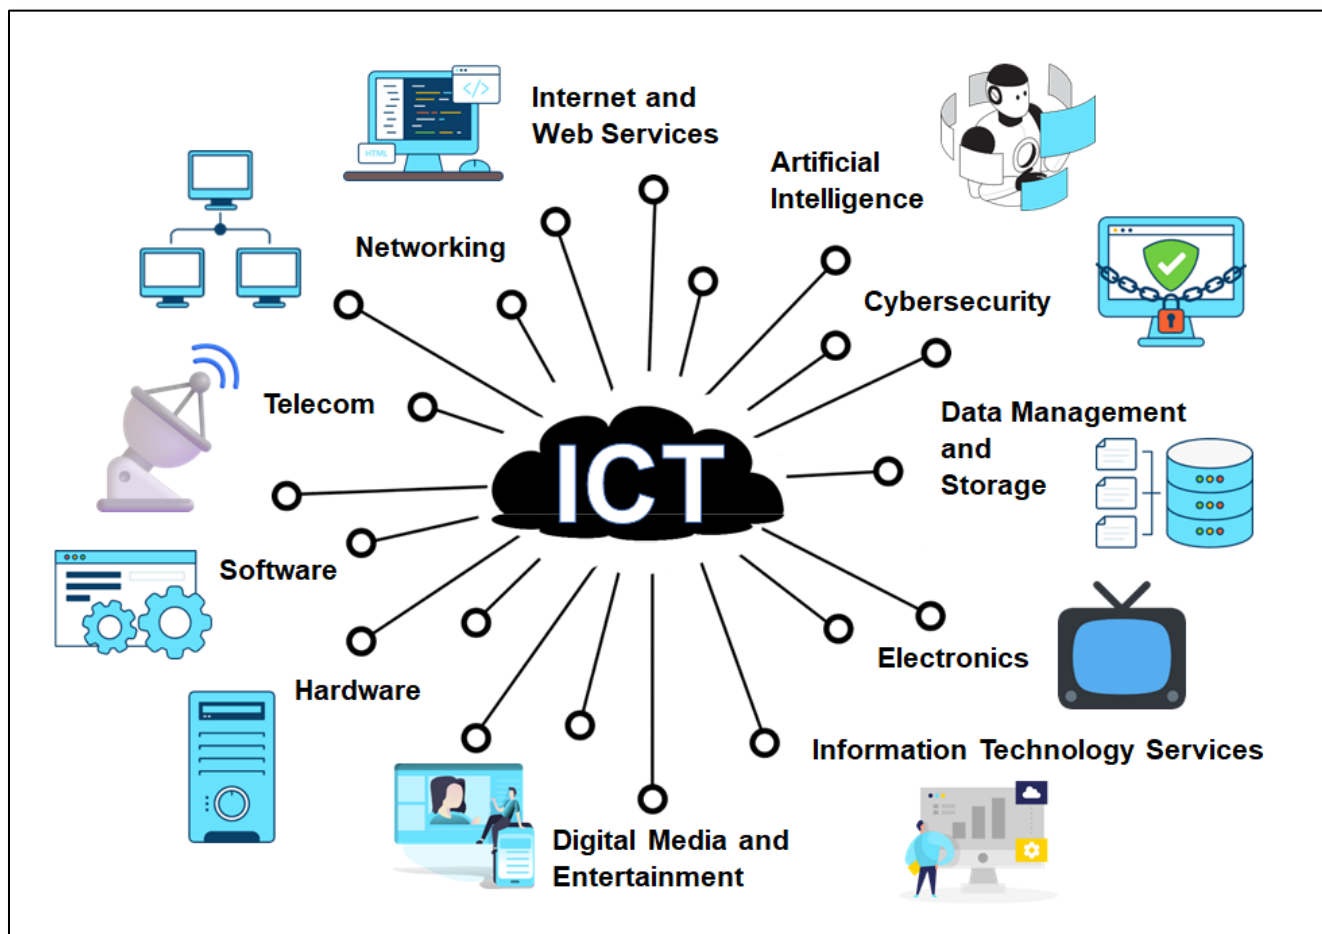 Internet and
Web Services
</>
HTML
Artificial
Intelligence
Networking
Cybersecurity
Telecom
Data Management
and
Storage
ICT
Software
Electronics
Hardware
Information Technology Services
Digital Media and
Entertainment